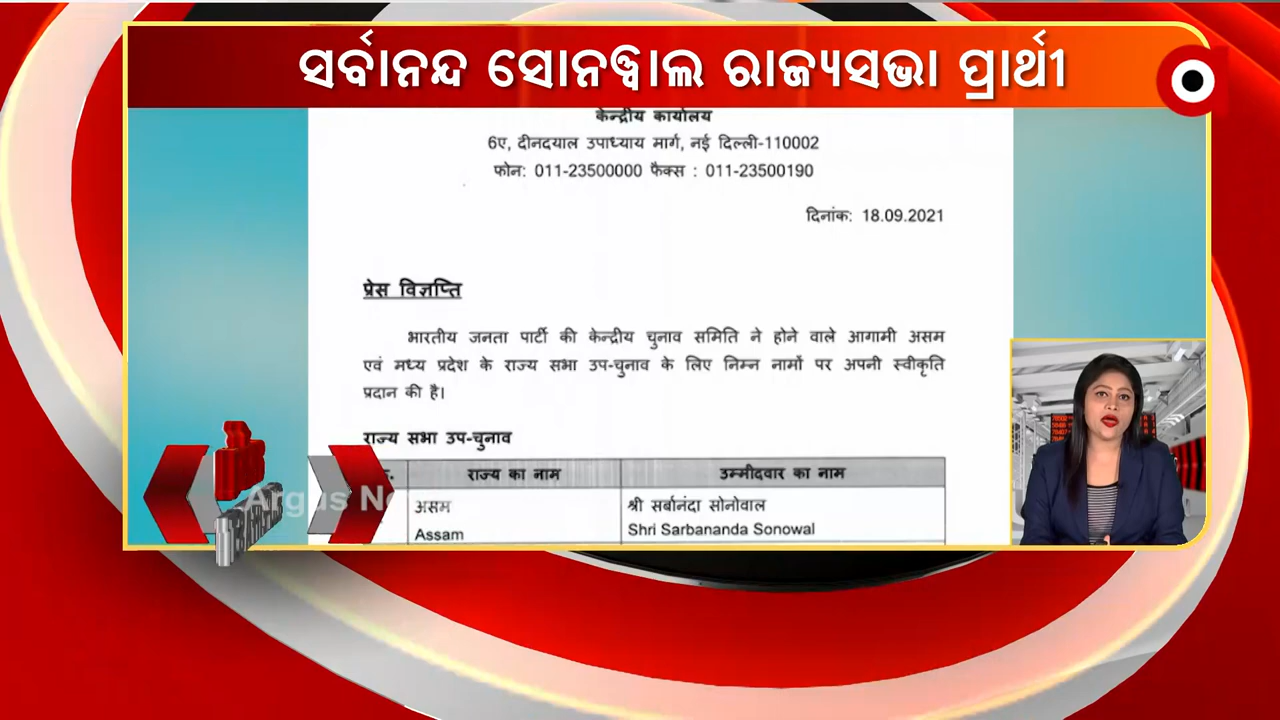 ସର୍ବାନନ୍ଦ ସୋନୱାଲ ରାଜ୍ୟସଭା ପ୍ରାର୍ଥୀ
केन्द्रीय कार्यालय
6ए, दीनदयाल उपाध्याय मार्ग, नई दिल्ली-110002
फोन: 011-23500000 फैक्स : 011-23500190
दिनांक: 18.09.2021
प्रेस विज्ञप्ति
भारतीय जनता पार्टी की केन्द्रीय चुनाव समिति ने होने वाले आगामी असम
एवं मध्य प्रदेश के राज्य सभा उप-चुनाव के लिए निम्न नामों पर अपनी स्वीकृति
प्रदान की है।
राज्य सभा उप-चुनाव
राज्य का नाम उम्मीदवार का नाम
असम श्री सर्बानंदा सोनोवाल
Assam Shri Sarbananda Sonowal
Argus